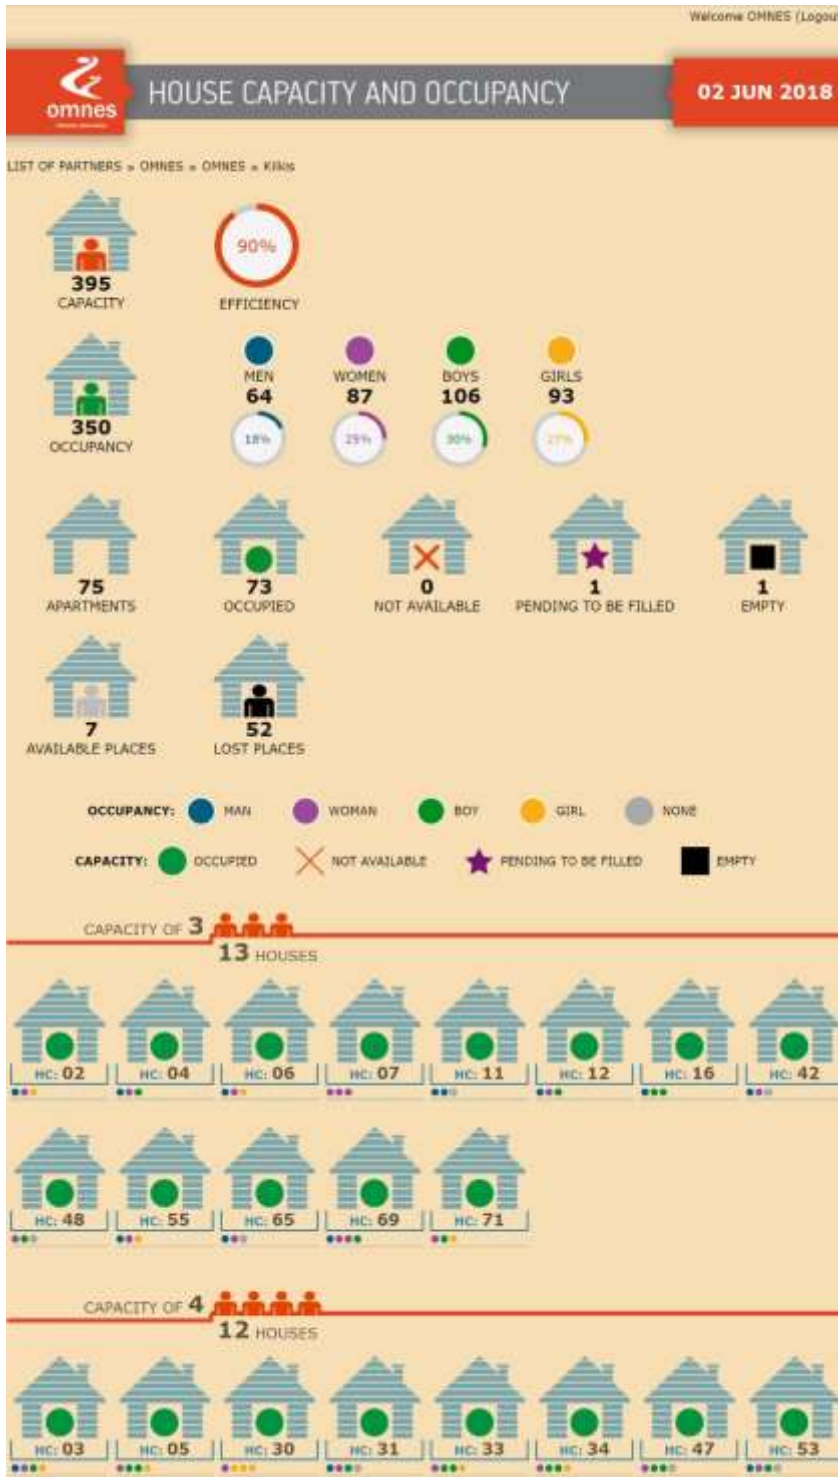 Welcome OMNES (Logout
omnes
HOUSE CAPACITY AND OCCUPANCY
02 JUN 2018
LIST OF PARTNERS » OMNES » OMNES » Kilkis
90%
395
CAPACITY
EFFICIENCY
MEN WOMEN BOYS GIRLS
64 87 106 93
350
OCCUPANCY
18% 25% 30% 27%
75 73 0 1 1
APARTMENTS OCCUPIED NOT AVAILABLE PENDING TO BE FILLED EMPTY
7 52
AVAILABLE PLACES LOST PLACES
OCCUPANCY: MAN WOMAN BOY GIRL NONE
CAPACITY: OCCUPIED NOT AVAILABLE PENDING TO BE FILLED EMPTY
CAPACITY OF 3
13 HOUSES
HC: 02 HC: 04 HC: 06 HC: 07 HC: 11 HC: 12 HC: 16 HC: 42
HC: 48 HC: 55 HC: 65 HC: 69 HC: 71
CAPACITY OF 4
12 HOUSES
HC: 03 HC: 05 HC: 30 HC: 31 HC: 33 HC: 34 HC: 47 HC: 53